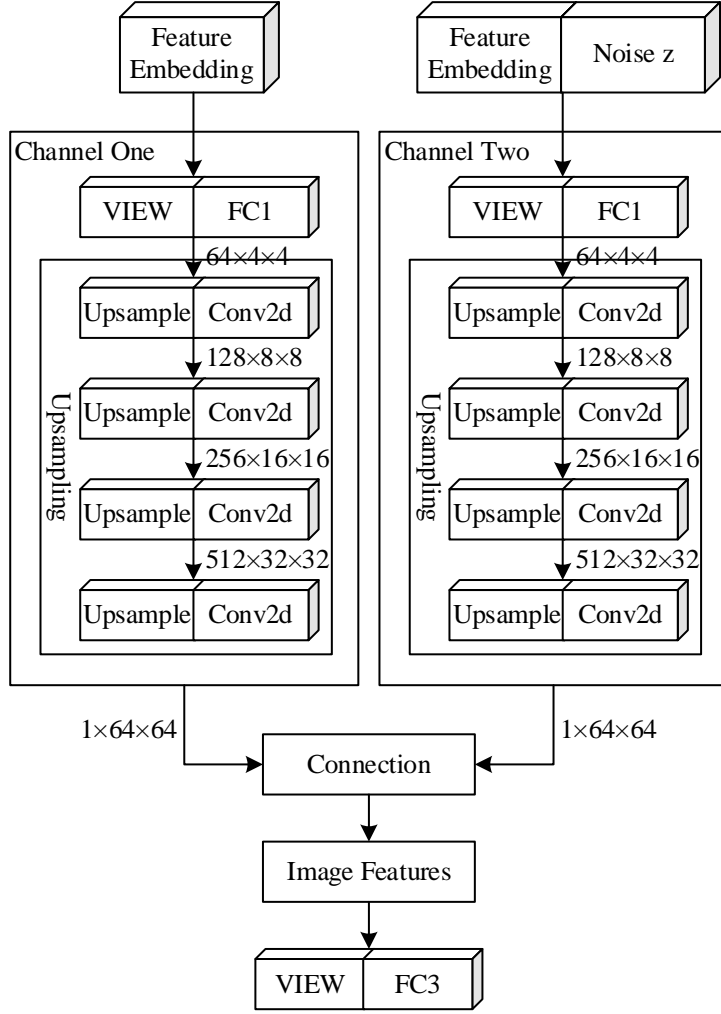 Feature
Embedding
Feature
Embedding
Noise z
Channel One
VIEW
FC1
64×4×4
Upsampling
Upsample
Conv2d
128×8×8
Upsample
Conv2d
256×16×16
Upsample
Conv2d
512×32×32
Upsample
Conv2d
Channel Two
VIEW
FC1
64×4×4
Upsampling
Upsample
Conv2d
128×8×8
Upsample
Conv2d
256×16×16
Upsample
Conv2d
512×32×32
Upsample
Conv2d
1×64×64
1×64×64
Connection
Image Features
VIEW
FC3